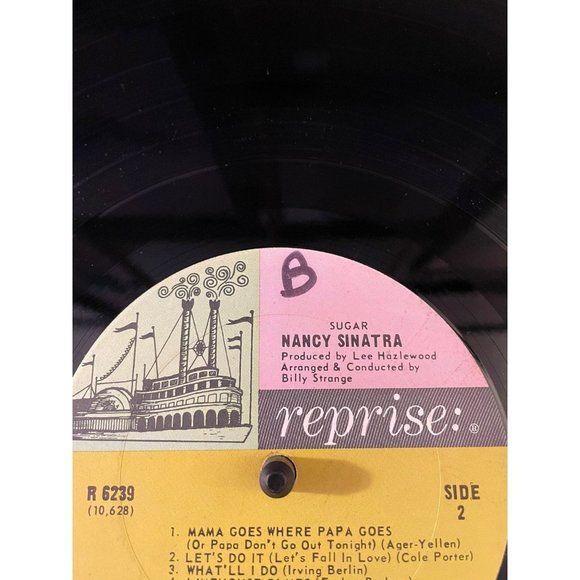 B
SUGAR
NANCY SINATRA
Produced by Lee Hazlewood
Arranged & Conducted by
Billy Strange
reprise: ®
R 6239
(10,628)
SIDE
2
1. MAMA GOES WHERE PAPA GOES
(Or Papa Don't Go Out Tonight) (Ager-Yellen)
2. LET'S DO IT (Let's Fall In Love) (Cole Porter)
3. WHAT'LL I DO (Irving Berlin)